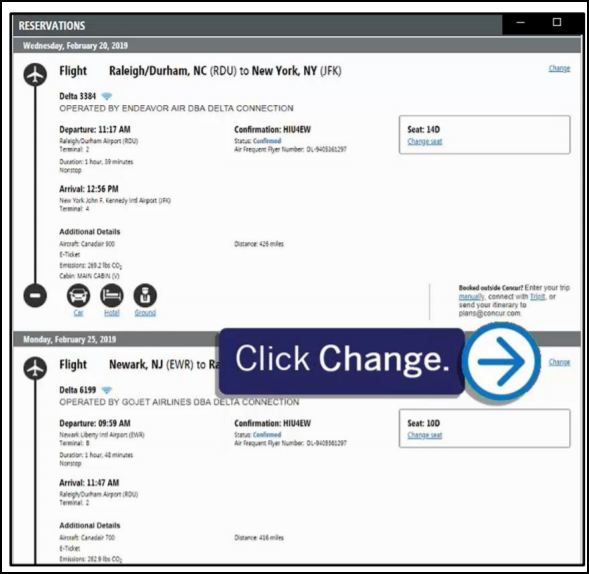 RESERVATIONS
Wednesday, February 20, 2019
Flight Raleigh/Durham, NC (RDU) to New York, NY (JFK)
Change
Delta 3384
OPERATED BY ENDEAVOR AIR DBA DELTA CONNECTION
Departure: 11:17 AM
Confirmation: HIU4EW
Seat: 14D
Raleigh/Durham Airport (RDU)
Status: Confirmed
Change seat
Terminal: 2
Air Frequent Flyer Number: DL-9403361297
Duration: 1 hour, 39 minutes
Nonstop
Arrival: 12:56 PM
New York John F. Kennedy Intl Airport (JFK)
Terminal: 4
Additional Details
Aircraft: Canadair 900
Distance: 426 miles
E-Ticket
Emissions: 269.2 lbs CO₂
Cabin: MAIN CABIN (V)
Car
Hotel
Ground
Booked outside Concur? Enter your trip
manually, connect with TripIt, or
send your itinerary to
plans@concur.com.
Monday, February 25, 2019
Flight Newark, NJ (EWR) to Ra
Click Change.
Change
Delta 6199
OPERATED BY GOJET AIRLINES DBA DELTA CONNECTION
Departure: 09:59 AM
Confirmation: HIU4EW
Seat: 10D
Newark Liberty Intl Airport (EWR)
Status: Confirmed
Change seat
Terminal: B
Air Frequent Flyer Number: DL-9403361297
Duration: 1 hour, 48 minutes
Nonstop
Arrival: 11:47 AM
Raleigh/Durham Airport (RDU)
Terminal: 2
Additional Details
Aircraft: Canadair 700
Distance: 416 miles
E-Ticket
Emissions: 262.9 lbs CO₂